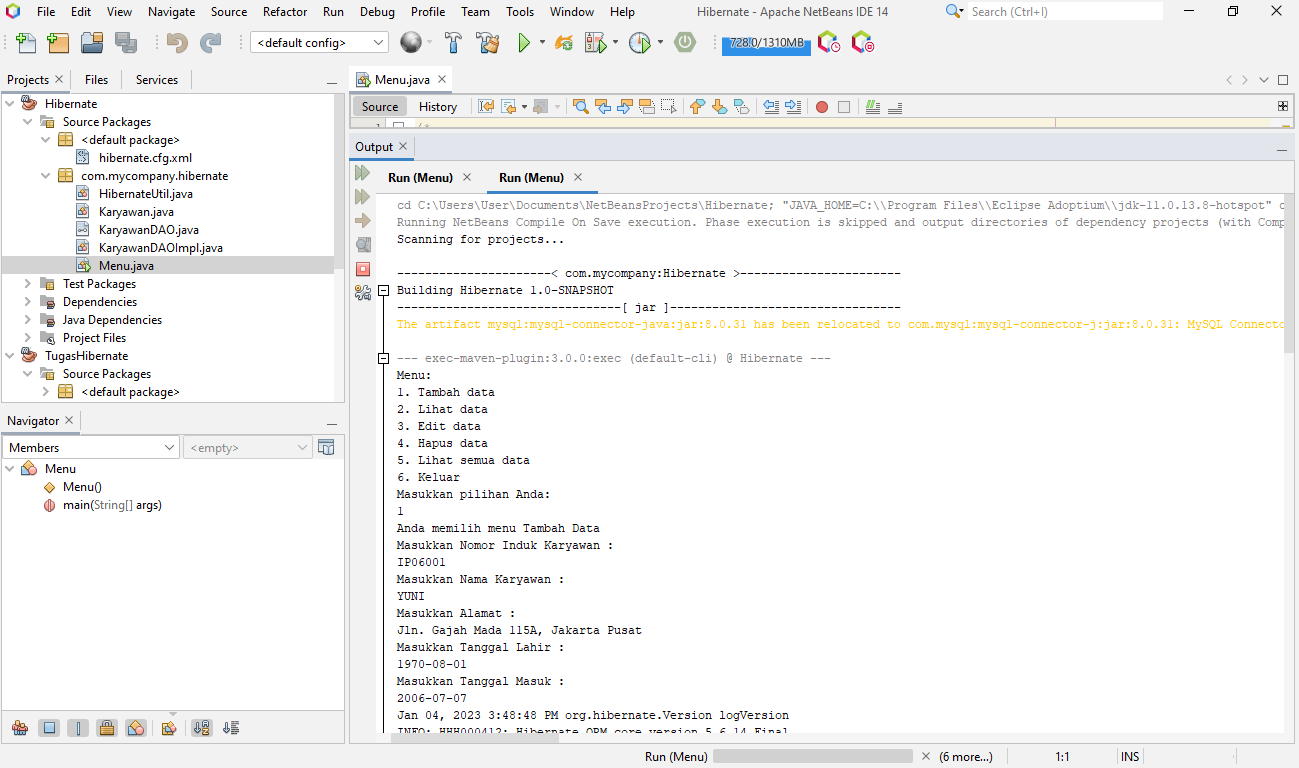 File Edit View Navigate Source Refactor Run Debug Profile Team Tools Window Help Hibernate - Apache NetBeans IDE 14 Search (Ctrl+I)
<default config> 728.0/1310MB
Projects Files Services
Hibernate
Source Packages
<default package>
hibernate.cfg.xml
com.mycompany.hibernate
HibernateUtil.java
Karyawan.java
KaryawanDAO.java
KaryawanDAOImpl.java
Menu.java
Test Packages
Dependencies
Java Dependencies
Project Files
TugasHibernate
Source Packages
<default package>
Navigator
Members <empty>
Menu
Menu()
main(String[] args)
Menu.java
Source History
Output
Run (Menu) Run (Menu)
cd C:\Users\User\Documents\NetBeansProjects\Hibernate; "JAVA_HOME=C:\\Program Files\\Eclipse Adoptium\\jdk-11.0.13.8-hotspot" c
Running NetBeans Compile On Save execution. Phase execution is skipped and output directories of dependency projects (with Comp
Scanning for projects...
----------------------< com.mycompany:Hibernate >-----------------------
Building Hibernate 1.0-SNAPSHOT
--------------------------------[ jar ]---------------------------------
The artifact mysql:mysql-connector-java:jar:8.0.31 has been relocated to com.mysql:mysql-connector-j:jar:8.0.31: MySQL Connecto
--- exec-maven-plugin:3.0.0:exec (default-cli) @ Hibernate ---
Menu:
1. Tambah data
2. Lihat data
3. Edit data
4. Hapus data
5. Lihat semua data
6. Keluar
Masukkan pilihan Anda:
1
Anda memilih menu Tambah Data
Masukkan Nomor Induk Karyawan :
IP06001
Masukkan Nama Karyawan :
YUNI
Masukkan Alamat :
Jln. Gajah Mada 115A, Jakarta Pusat
Masukkan Tanggal Lahir :
1970-08-01
Masukkan Tanggal Masuk :
2006-07-07
Jan 04, 2023 3:48:48 PM org.hibernate.Version logVersion
INFO: HHH000412: Hibernate ORM core version 5.6.14.Final
Run (Menu) (6 more...) 1:1 INS